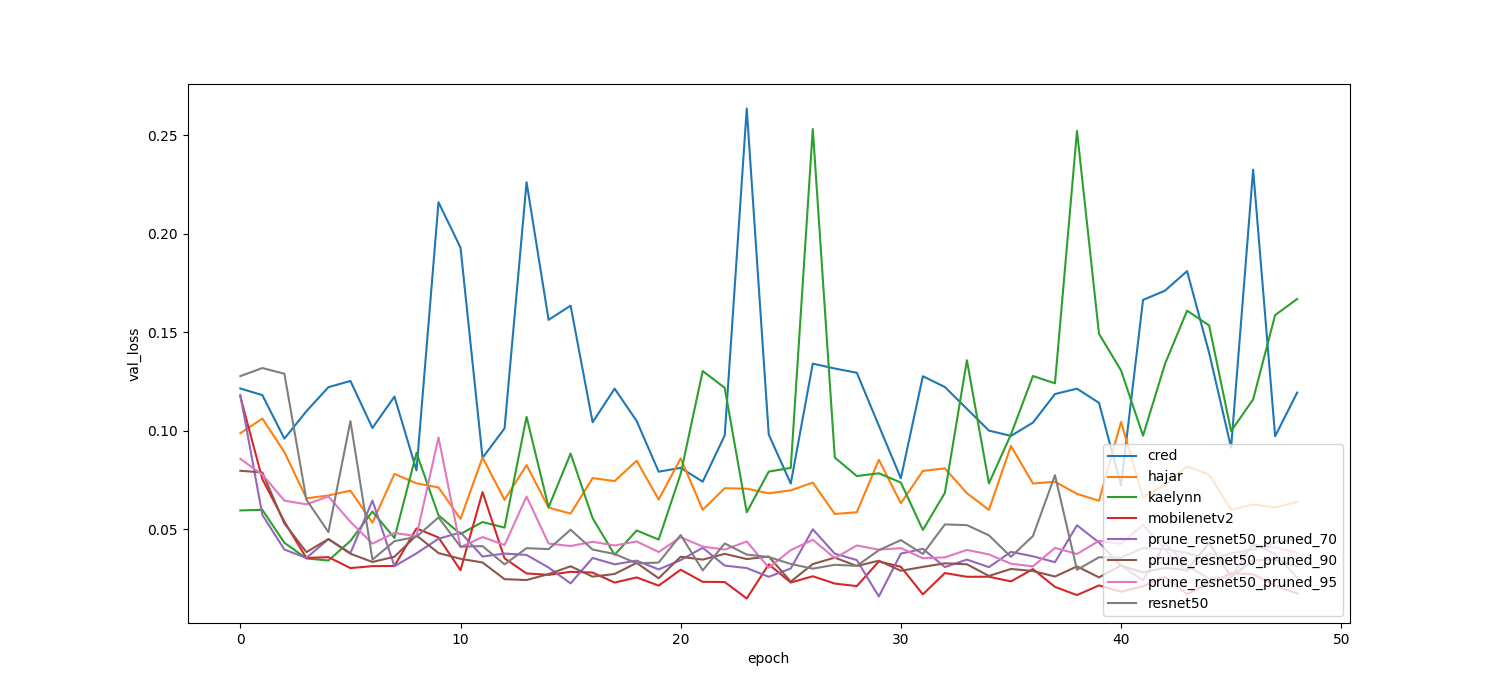 0.25
0.20
0.15
0.10
0.05
val_loss
0
10
20
30
40
50
epoch
cred
hajar
kaelynn
mobilenetv2
prune_resnet50_pruned_70
prune_resnet50_pruned_90
prune_resnet50_pruned_95
resnet50